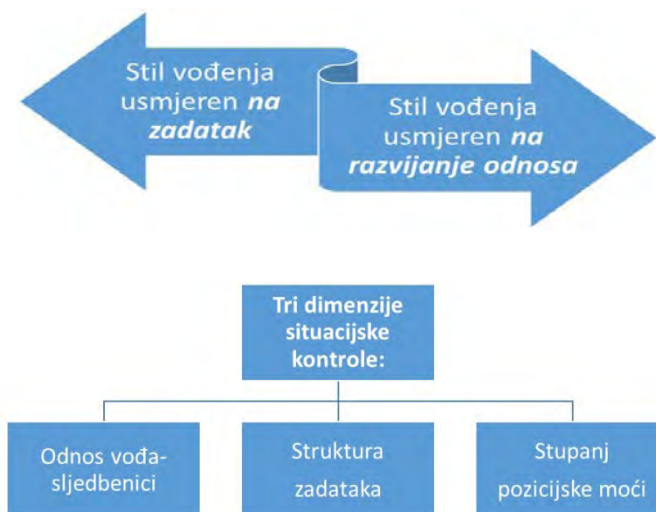 Stil vođenja
usmjeren na
zadatak
Stil vođenja
usmjeren na
razvijanje odnosa
Tri dimenzije
situacijske
kontrole:
Odnos vođa-
sljedbenici
Struktura
zadataka
Stupanj
pozicijske moći